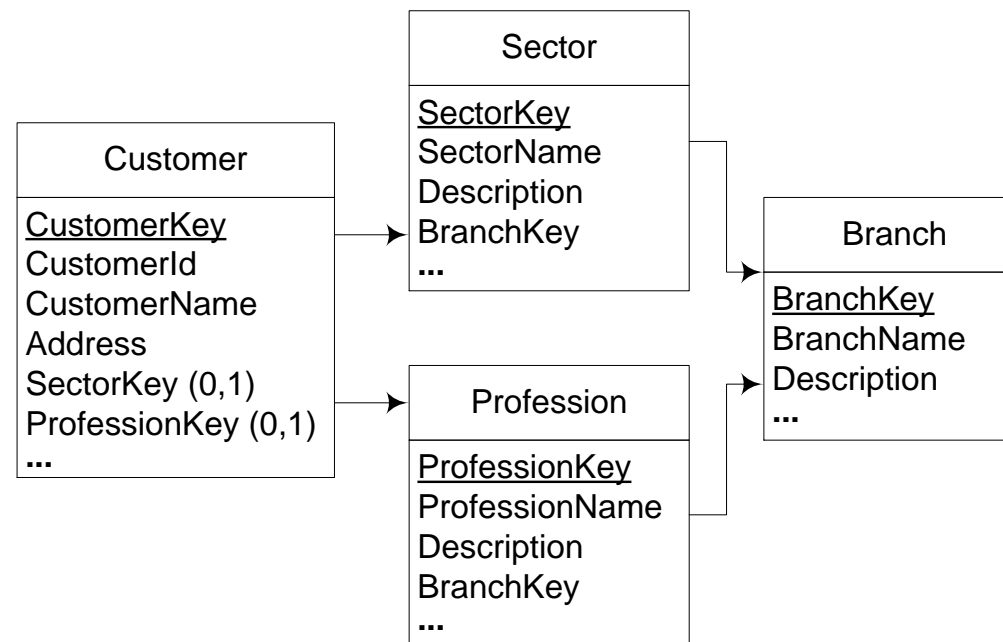 Customer
CustomerKey
CustomerId
CustomerName
Address
SectorKey (0,1)
ProfessionKey (0,1)
...
Sector
SectorKey
SectorName
Description
BranchKey
...
Profession
ProfessionKey
ProfessionName
Description
BranchKey
...
Branch
BranchKey
BranchName
Description
...